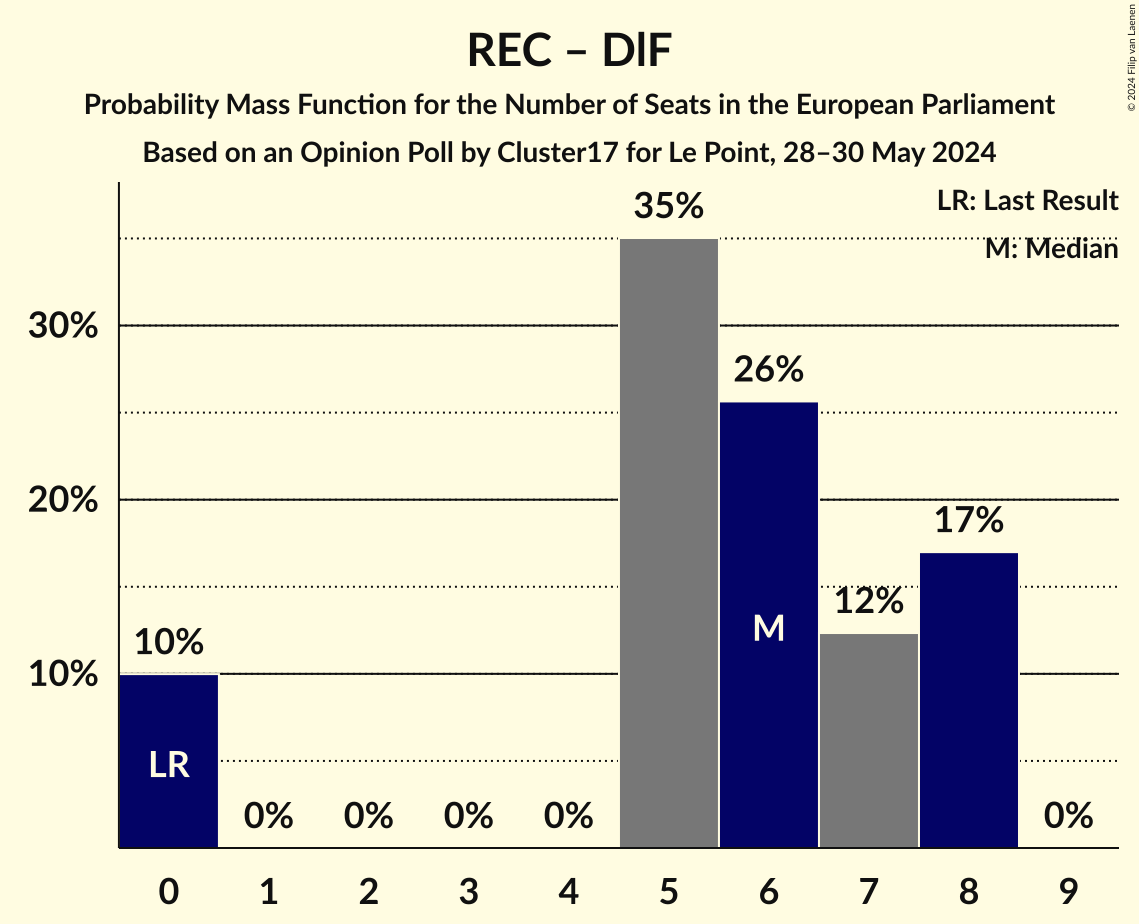 REC – DlF
Probability Mass Function for the Number of Seats in the European Parliament
Based on an Opinion Poll by Cluster17 for Le Point, 28–30 May 2024
© 2024 Filip van Laenen
LR: Last Result
M: Median
35%
30%
26%
20%
17%
12%
M
10%
10%
LR
0%
0%
0%
0%
0%
0
1
2
3
4
5
6
7
8
9